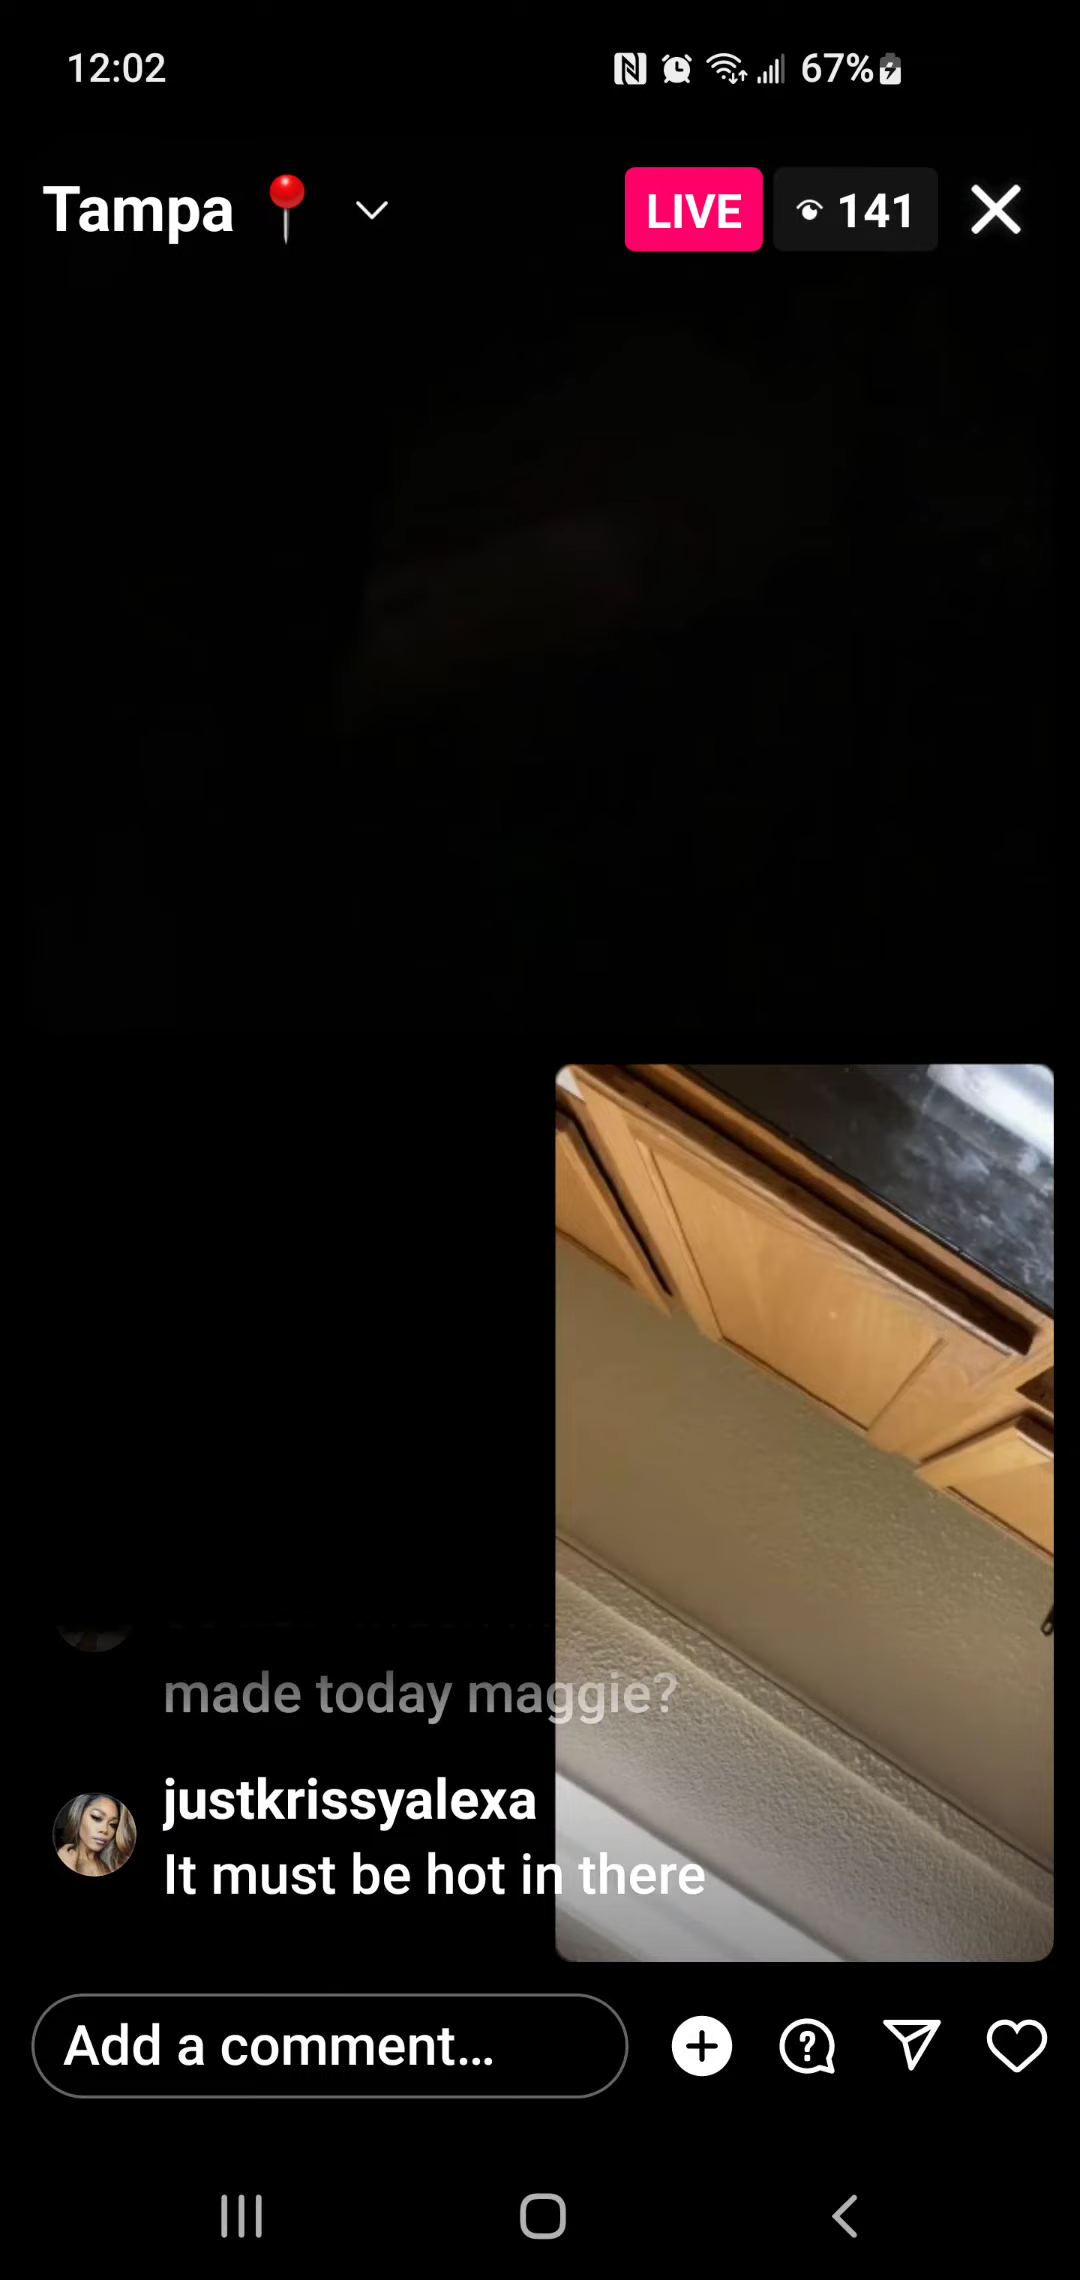 12:02 67%
Tampa 📍 LIVE 141
made today maggie?
justkrissyalexa
It must be hot in there
Add a comment...